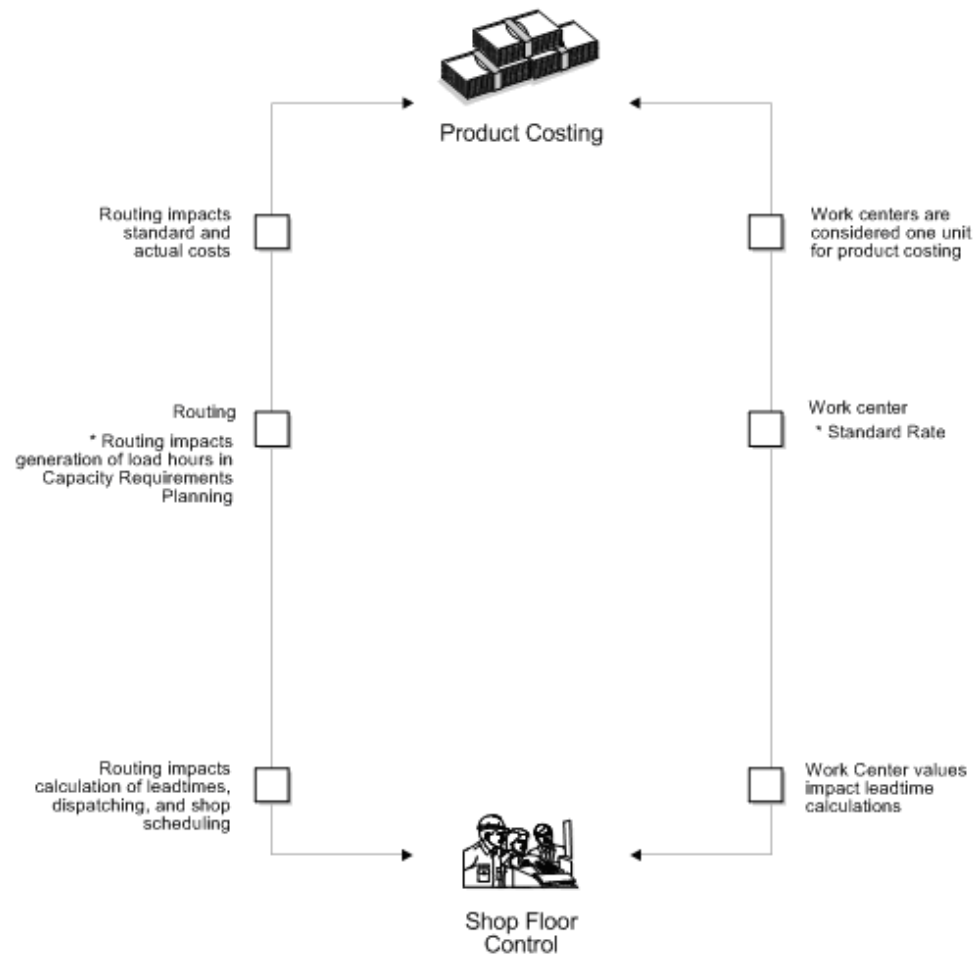 Product Costing
Routing impacts
standard and
actual costs
Work centers are
considered one unit
for product costing
Routing
* Routing impacts
generation of load hours in
Capacity Requirements
Planning
Work center
* Standard Rate
Routing impacts
calculation of leadtimes,
dispatching, and shop
scheduling
Work Center values
impact leadtime
calculations
Shop Floor
Control